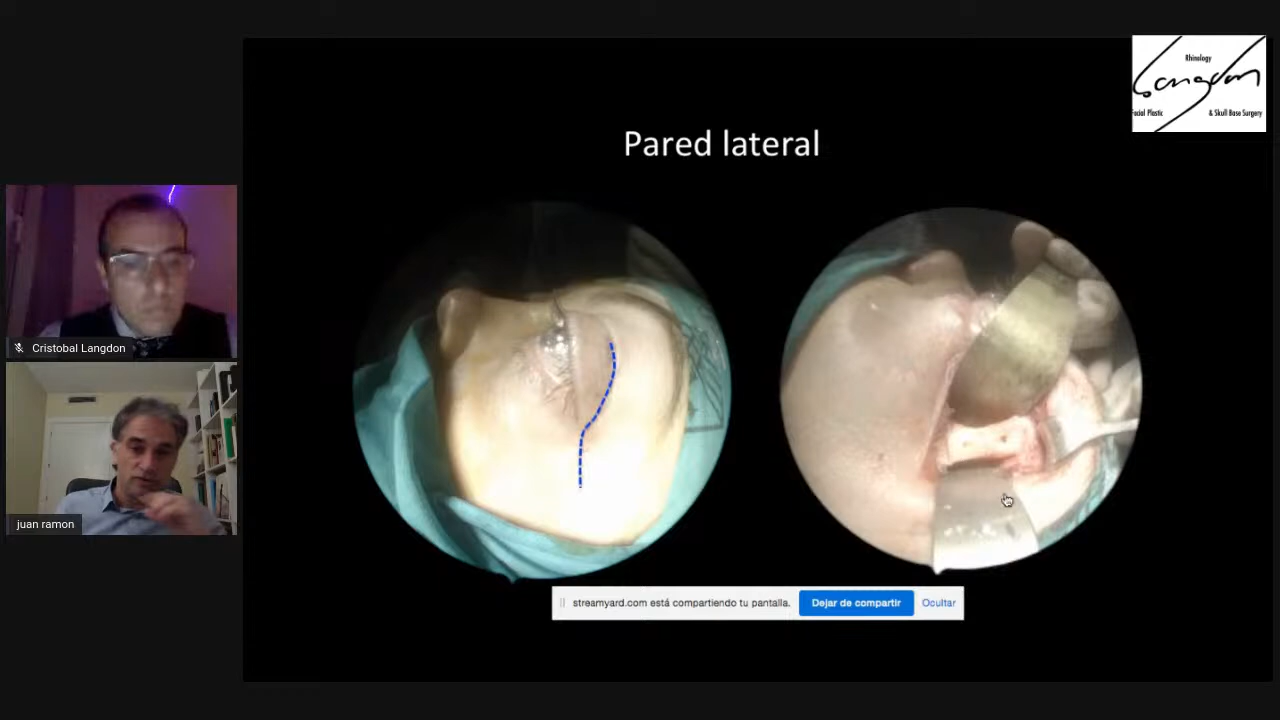 Rhinology
Langdon
Facial Plastic & Skull Base Surgery
Pared lateral
Cristobal Langdon
juan ramon
streamyard.com está compartiendo tu pantalla. Dejar de compartir Ocultar